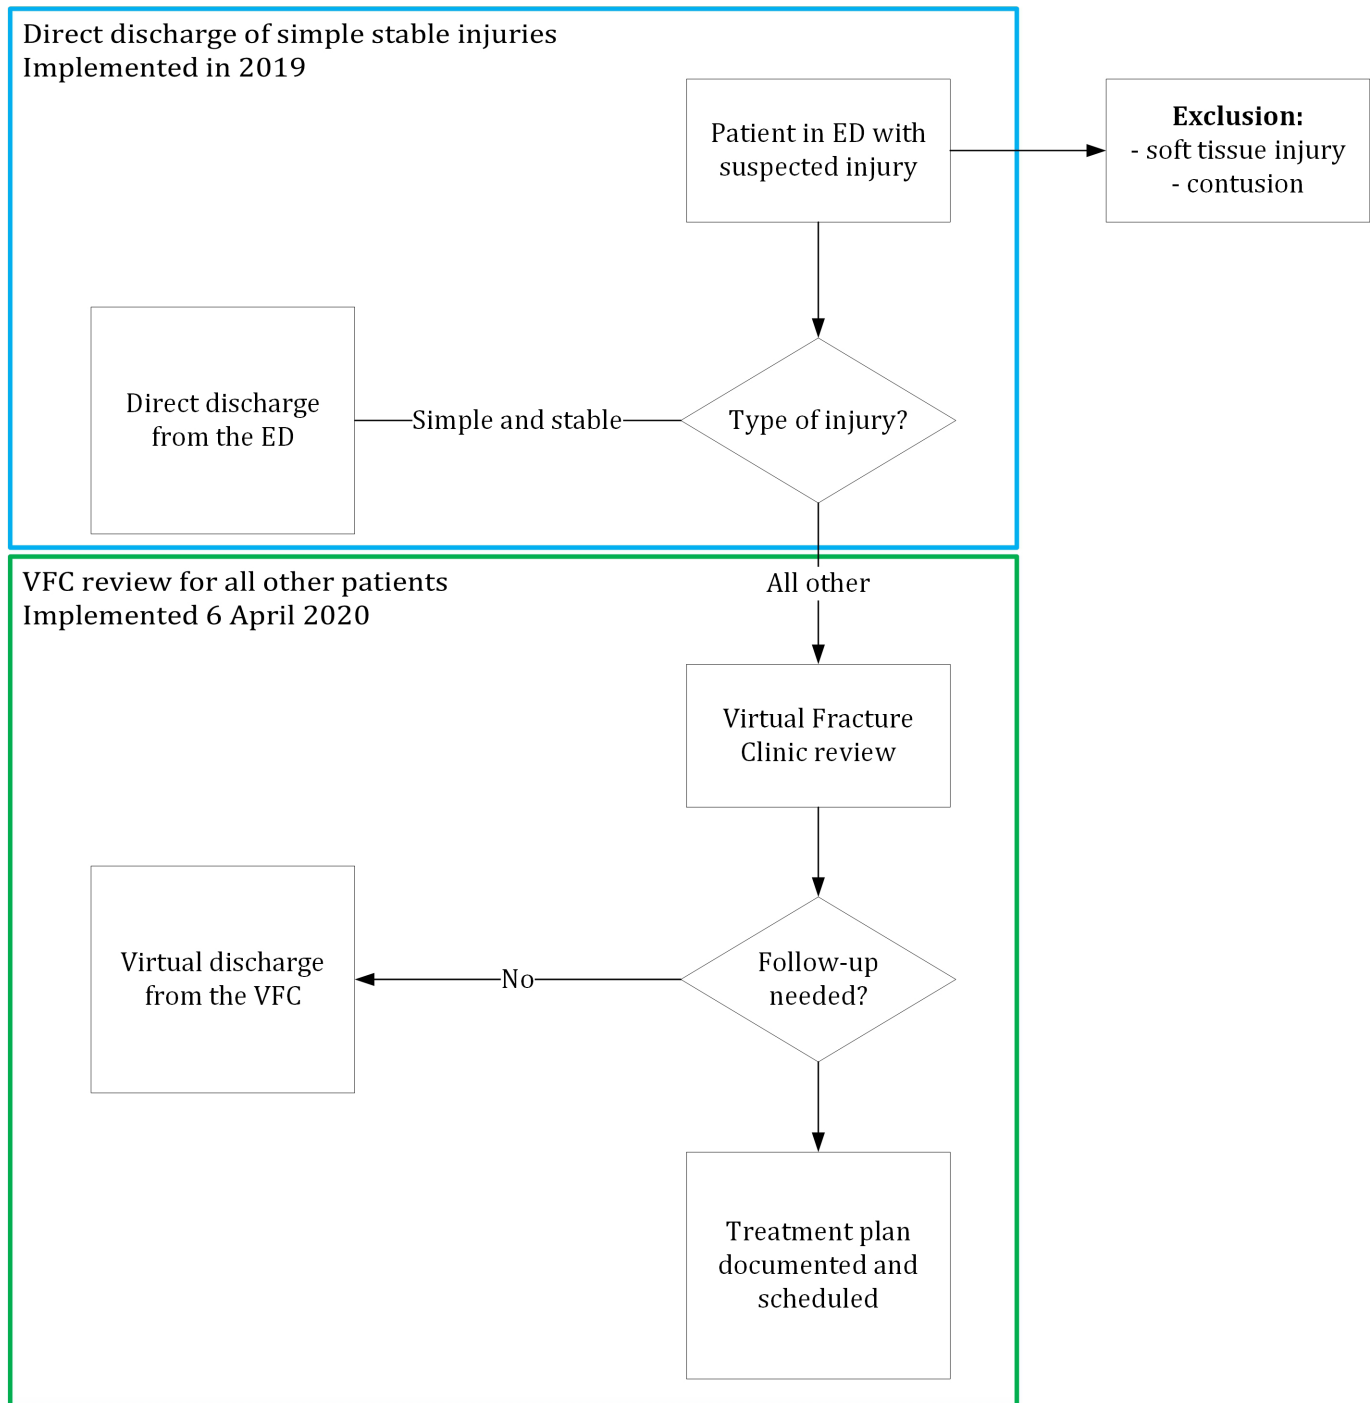 Direct discharge of simple stable injuries
Implemented in 2019
Patient in ED with
suspected injury
Exclusion:
- soft tissue injury
- contusion
Direct discharge
from the ED
Simple and stable
Type of injury?
VFC review for all other patients
Implemented 6 April 2020
All other
Virtual Fracture
Clinic review
Virtual discharge
from the VFC
No
Follow-up
needed?
Treatment plan
documented and
scheduled